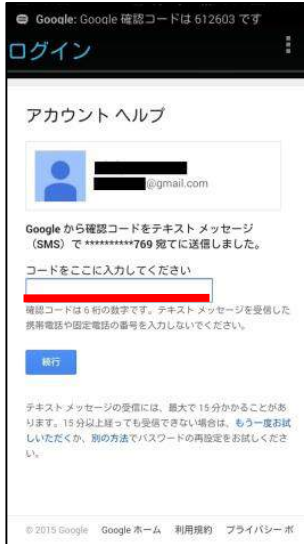 Google: Google 確認コードは 612603 です
ログイン
アカウント ヘルプ
@gmail.com
Google から確認コードをテキスト メッセージ
（SMS）で **********769 宛てに送信しました。
コードをここに入力してください
確認コードは 6 桁の数字です。テキスト メッセージを受信した
携帯電話や固定電話の番号を入力しないでください。
続行
テキスト メッセージの受信には、最大で 15 分かかることがあ
ります。15 分以上経っても受信できない場合は、もう一度お試
しいただくか、別の方法でパスワードの再設定をお試しくださ
い。
© 2015 Google Google ホーム 利用規約 プライバシー ポ